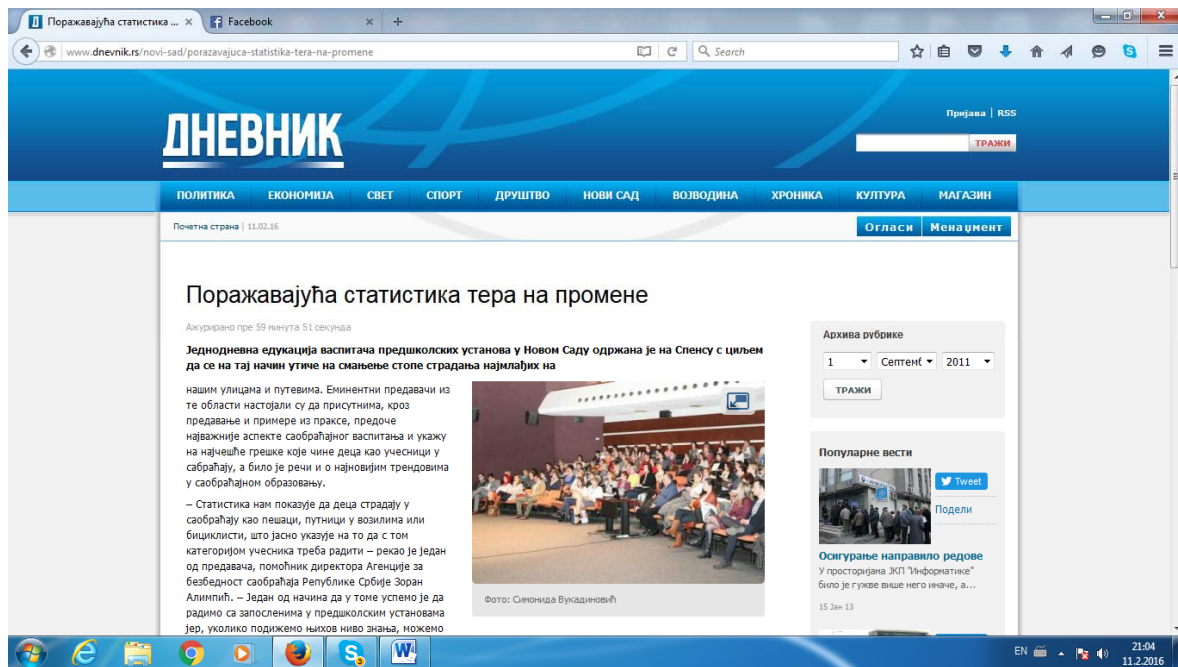 Поражавајућа статистика ...
Facebook
www.dnevnik.rs/novi-sad/porazavajuca-statistika-tera-na-promene
Search
ДНЕВНИК
Пријава | RSS
ТРАЖИ
ПОЛИТИКА ЕКОНОМИЈА СВЕТ СПОРТ ДРУШТВО НОВИ САД ВОЈВОДИНА ХРОНИКА КУЛТУРА МАГАЗИН
Почетна страна | 11.02.16
Огласи Менаџмент
Поражавајућа статистика тера на промене
Ажурирано пре 59 минута 51 секунда
Једнодневна едукација васпитача предшколских установа у Новом Саду одржана је на Спенсу с циљем
да се на тај начин утиче на смањење стопе страдања најмлађих на
нашим улицама и путевима. Еминентни предавачи из
те области настојали су да присутнима, кроз
предавање и примере из праксе, предоче
најважније аспекте саобраћајног васпитања и укажу
на најчешће грешке које чине деца као учесници у
сабраћају, а било је речи и о најновијим трендовима
у саобраћајном образовању.
– Статистика нам показује да деца страдају у
саобраћају као пешаци, путници у возилима или
бициклисти, што јасно указује на то да с том
категоријом учесника треба радити – рекао је један
од предавача, помоћник директора Агенције за
безбедност саобраћаја Републике Србије Зоран
Алимпић. – Један од начина да у томе успемо је да
радимо са запосленима у предшколским установама
јер, уколико подижемо њихов ниво знања, можемо
Фото: Симонида Вукадиновић
Архива рубрике
1 Септемб 2011
ТРАЖИ
Популарне вести
Tweet
Подели
Осигурање направило редове
У просторијана ЈКП "Информатике"
било је гужве више него иначе, а...
15 Јан 13
EN
21:04
11.2.2016